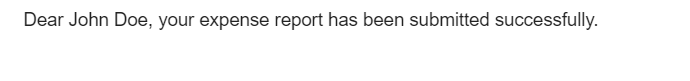 Dear John Doe, your expense report has been submitted successfully.